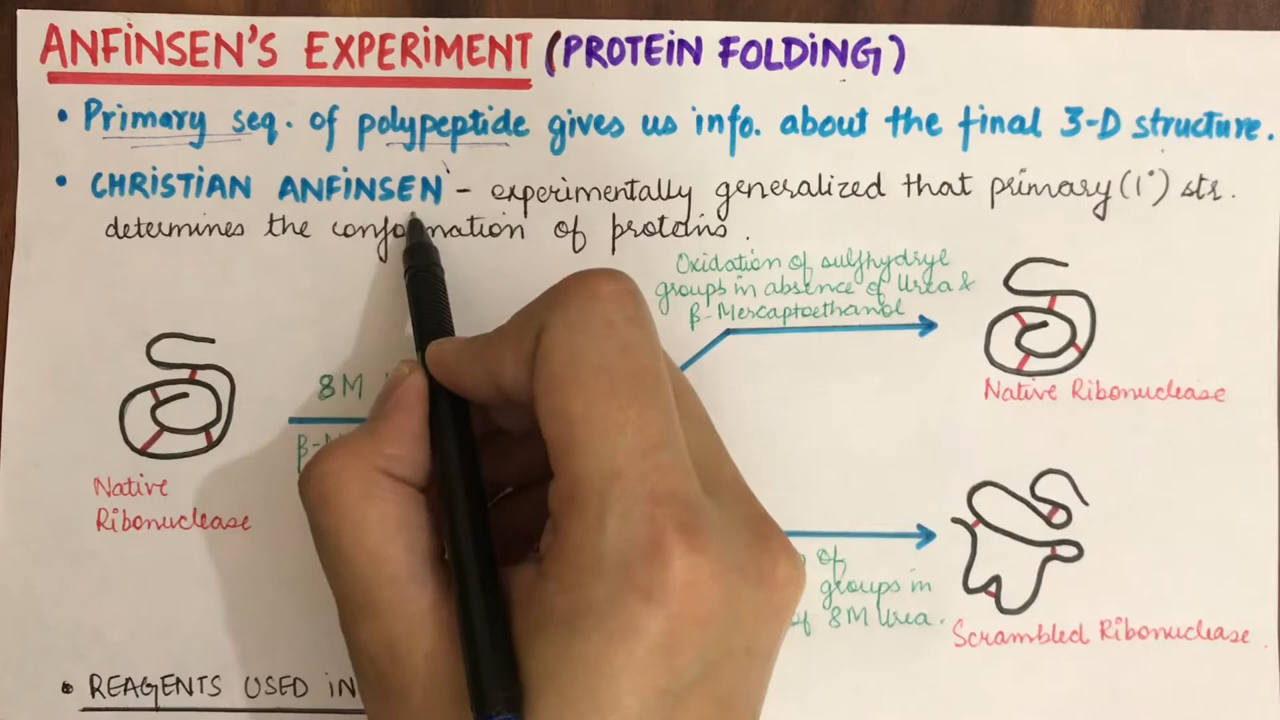 ANFiNSEN'S EXPERiMENT (PROTEiN FOLDiNG)
• Primary seq. of polypeptide gives us info. about the final 3-D structure.
• CHRiSTiAN ANFiNSEN - experimentally generalized that primary (1°) str.
determines the conformation of proteins.
Oxidation of sulfhydryl
groups in absence of Urea &
β-Mercaptoethanol
Native Ribonuclease
8M
β-
Native
Ribonuclease
of
groups in
of 8M Urea.
Scrambled Ribonuclease.
• REAGENTS USED iN